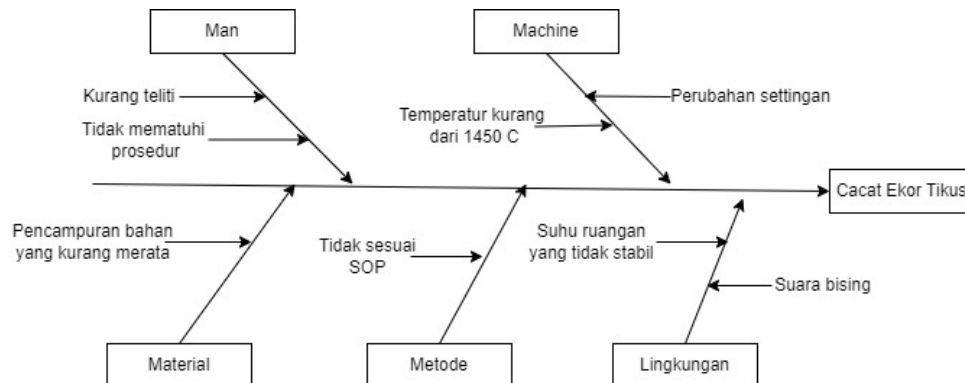 Man
Machine
Kurang teliti
Perubahan settingan
Temperatur kurang
dari 1450 C
Tidak mematuhi
prosedur
Cacat Ekor Tikus
Pencampuran bahan
yang kurang merata
Tidak sesuai
SOP
Suhu ruangan
yang tidak stabil
Suara bising
Material
Metode
Lingkungan